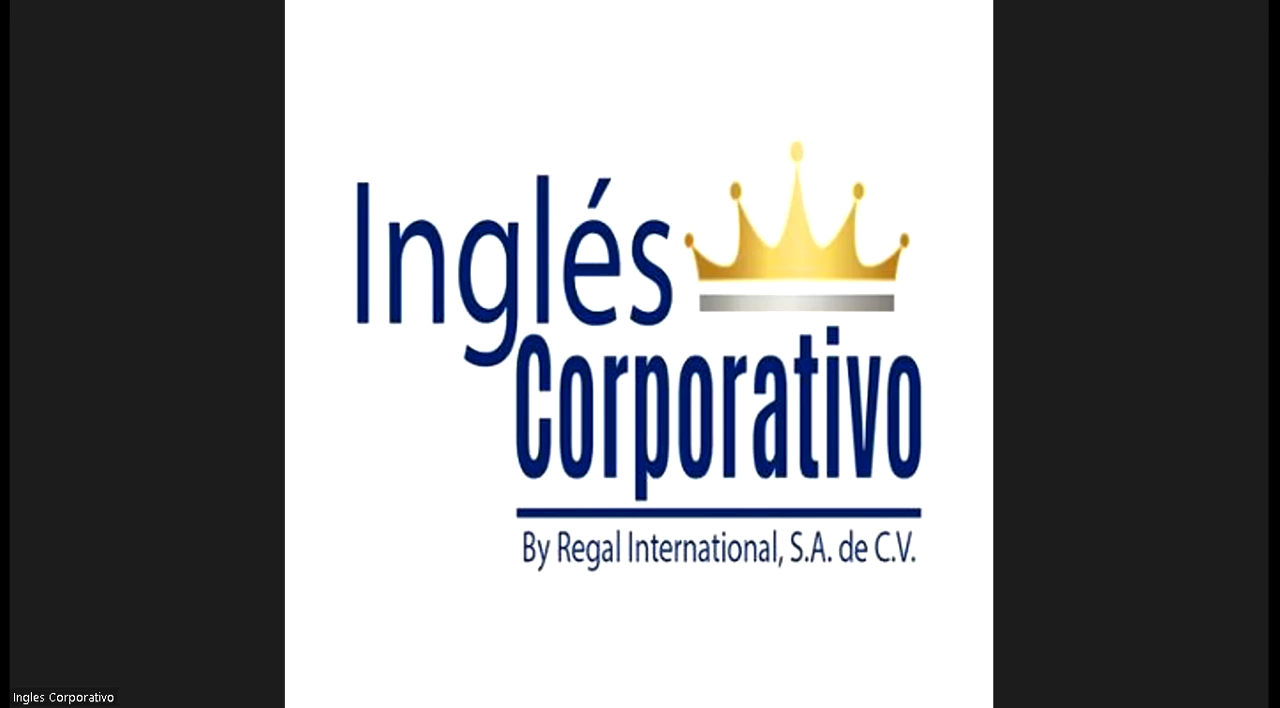 Inglés
Corporativo
By Regal International, S.A. de C.V.
Ingles Corporativo